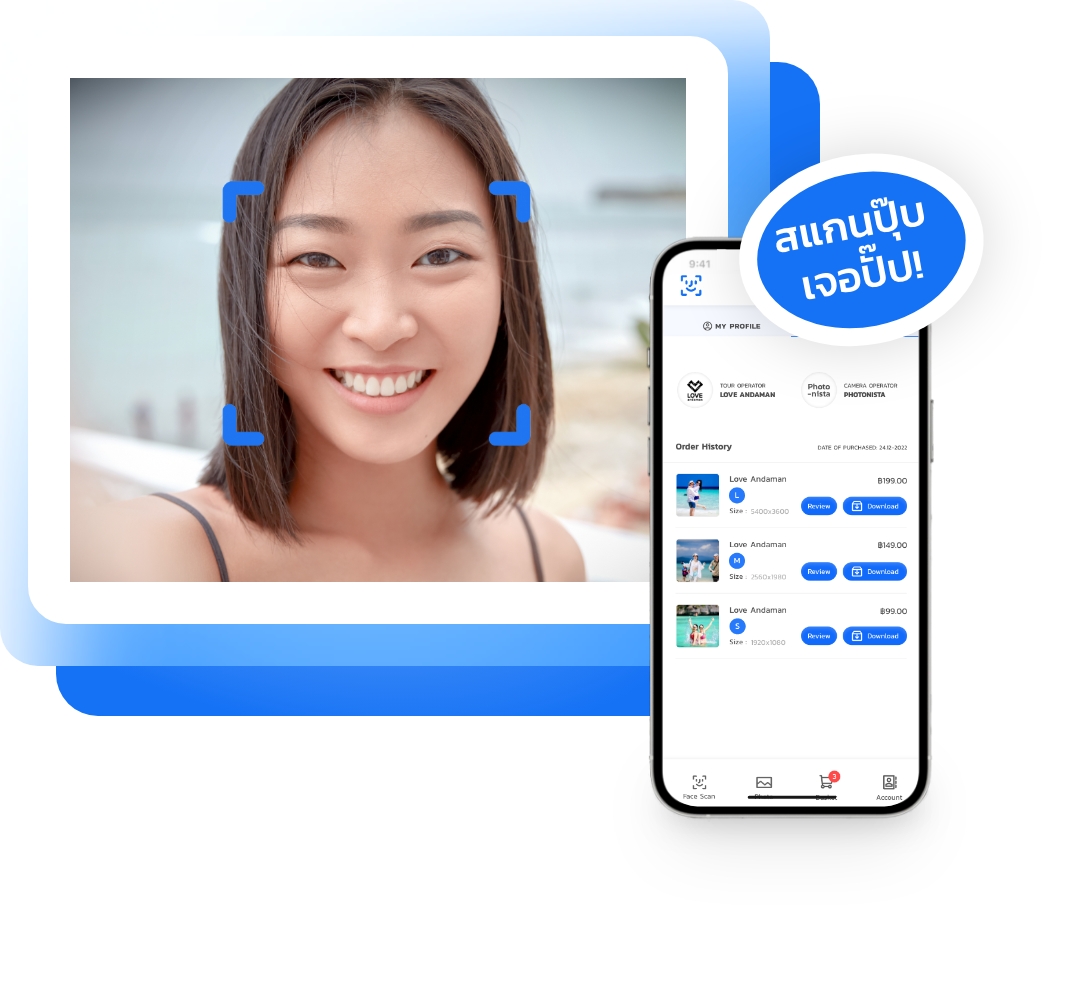 สแกนปุ๊บ
เจอปั๊ป!
9:41
MY PROFILE
LOVE
ANDAMAN
TOUR OPERATOR
LOVE ANDAMAN
Photo
-nista
CAMERA OPERATOR
PHOTONISTA
Order History
DATE OF PURCHASED: 24-12-2022
Love Andaman
฿199.00
L
Size : 5400x3600
Review
Download
Love Andaman
฿149.00
M
Size : 2560x1980
Review
Download
Love Andaman
฿99.00
S
Size : 1920x1080
Review
Download
3
Face Scan
Photo
Basket
Account